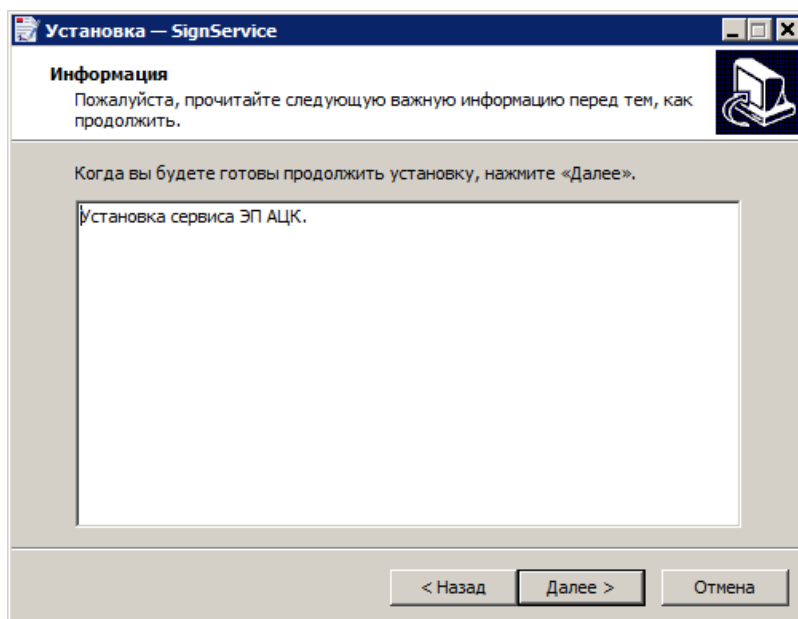 Установка — SignService
Информация
Пожалуйста, прочитайте следующую важную информацию перед тем, как
продолжить.
Когда вы будете готовы продолжить установку, нажмите «Далее».
Установка сервиса ЭП АЦК.
< Назад
Далее >
Отмена